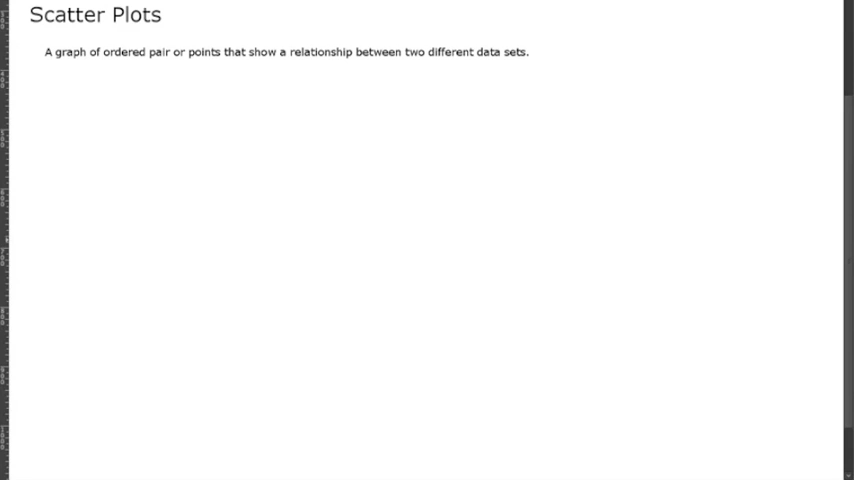 Scatter Plots
A graph of ordered pair or points that show a relationship between two different data sets.